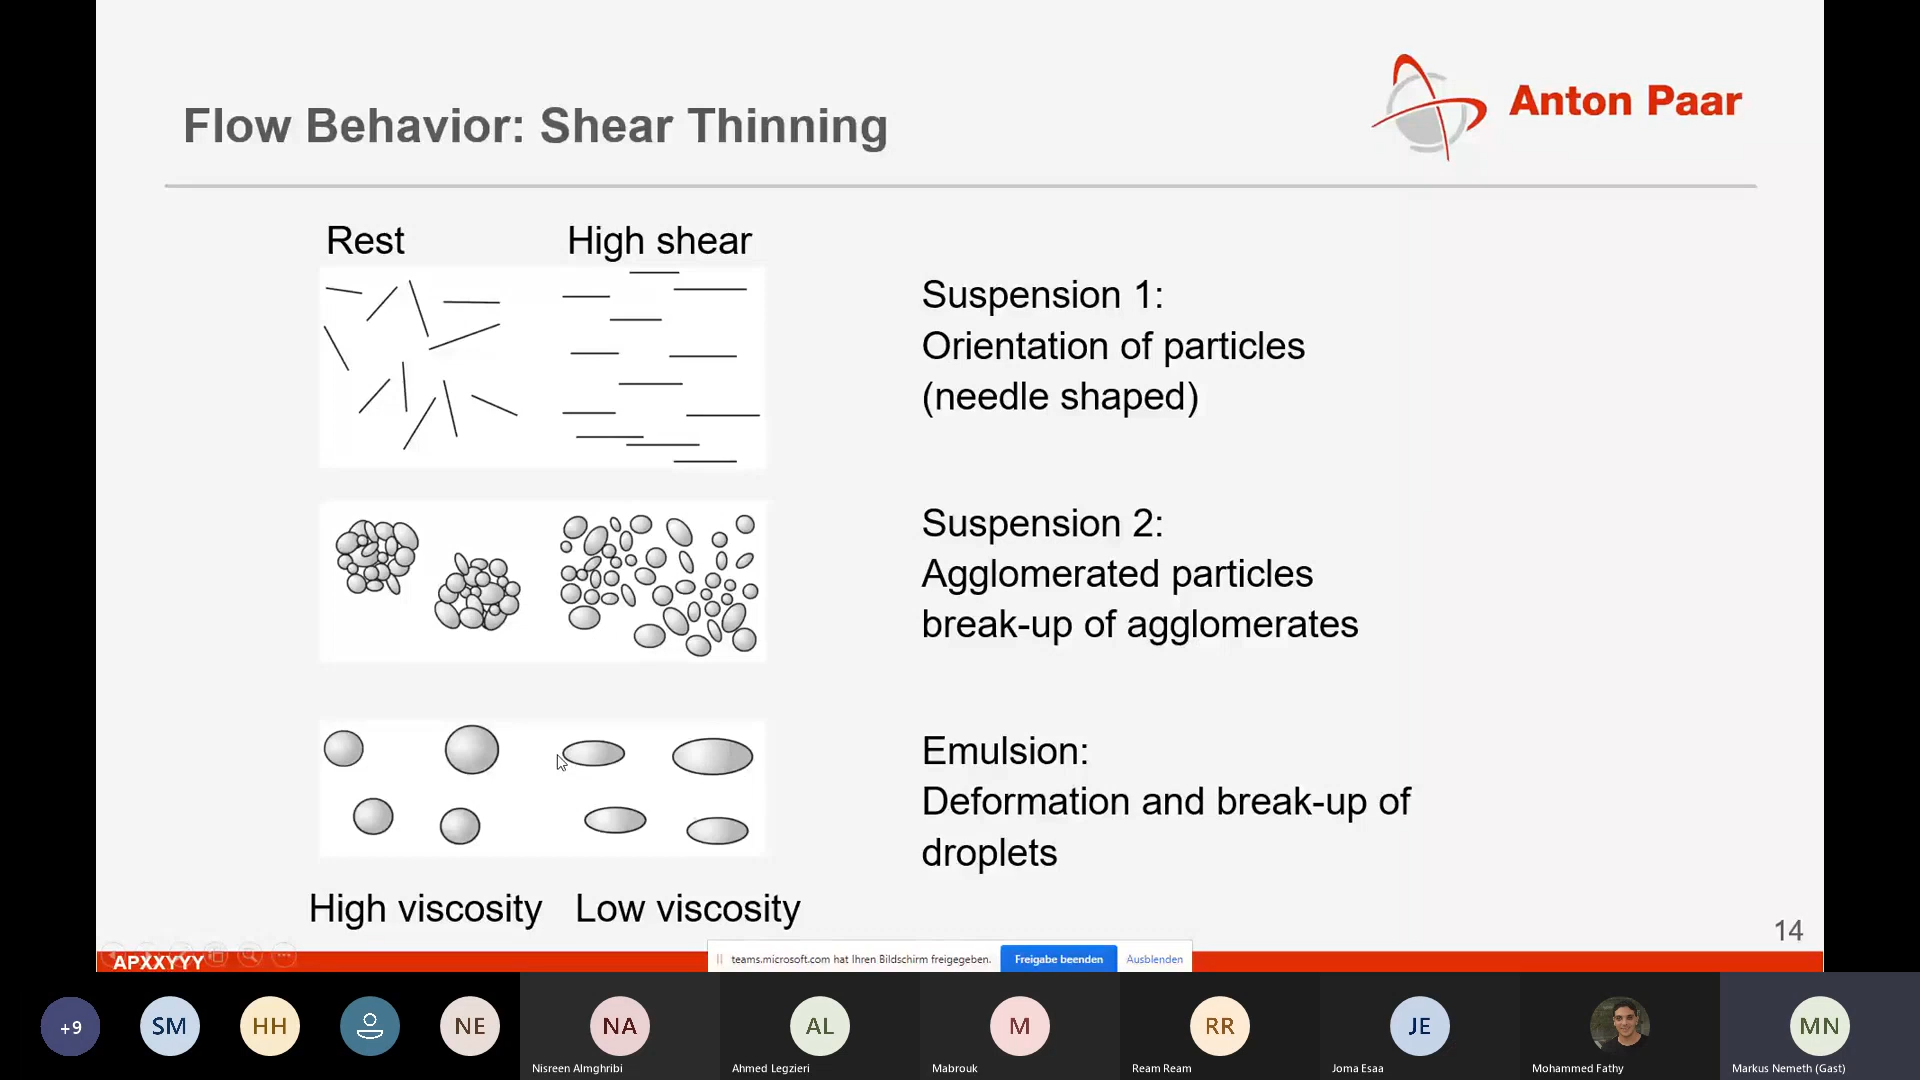 Anton Paar
Flow Behavior: Shear Thinning
Rest High shear
Suspension 1:
Orientation of particles
(needle shaped)
Suspension 2:
Agglomerated particles
break-up of agglomerates
Emulsion:
Deformation and break-up of
droplets
High viscosity Low viscosity
14
APXXYYY
teams.microsoft.com hat Ihren Bildschirm freigegeben. Freigabe beenden Ausblenden
+9 SM HH NE NA AL M RR JE MN
Nisreen Almghribi Ahmed Legzieri Mabrouk Ream Ream Joma Esaa Mohammed Fathy Markus Nemeth (Gast)